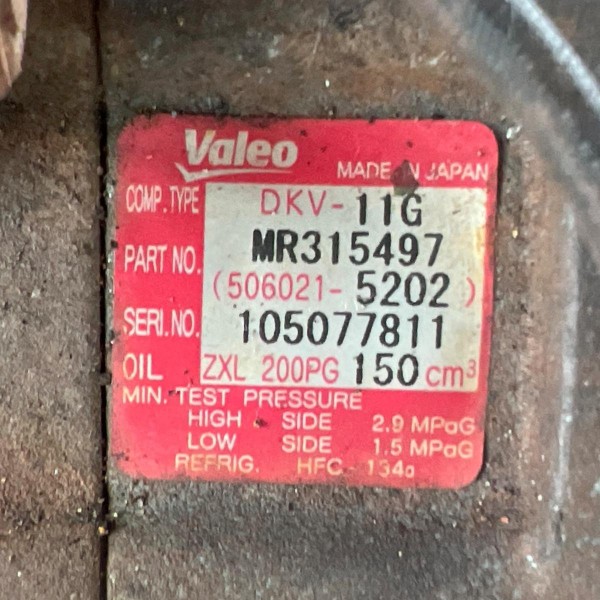 Valeo
MADE IN JAPAN
COMP. TYPE DKV-11G
PART NO. MR315497
(506021-5202)
SERI.NO. 105077811
OIL ZXL 200PG 150 cm³
MIN. TEST PRESSURE
HIGH SIDE 2.9 MPaG
LOW SIDE 1.5 MPaG
REFRIG. HFC-134a